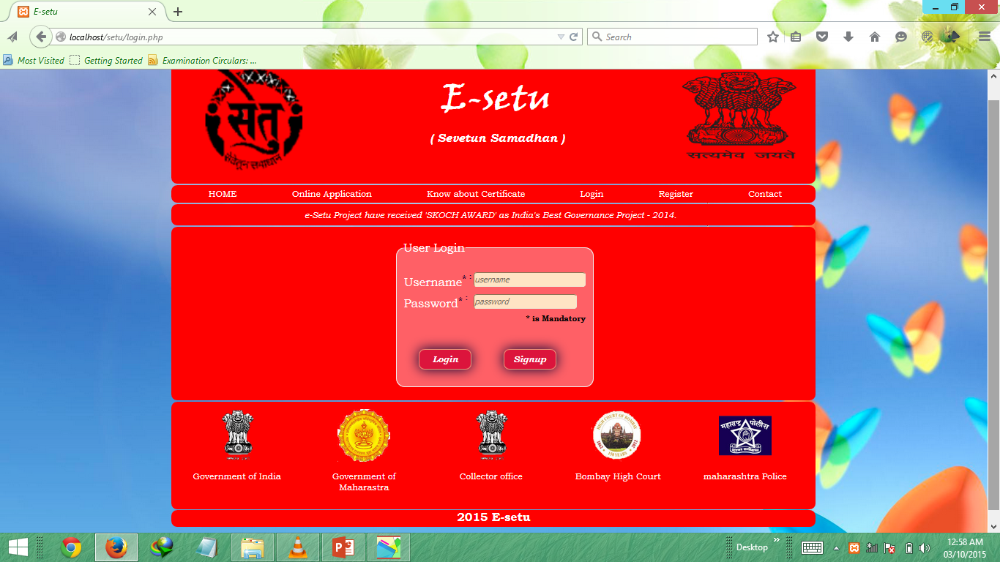 E-setu
localhost/setu/login.php
Search
Most Visited
Getting Started
Examination Circulars: ...
सेतु
सेवेतून समाधान
E-setu
( Sevetun Samadhan )
सत्यमेव जयते
HOME
Online Application
Know about Certificate
Login
Register
Contact
e-Setu Project have received 'SKOCH AWARD' as India's Best Governance Project - 2014.
User Login
Username* :
username
Password* :
password
* is Mandatory
Login
Signup
HIGH COURT OF BOMBAY
1862
2012
150 YEARS
महाराष्ट्र पोलीस
Government of India
Government of
Maharastra
Collector office
Bombay High Court
maharashtra Police
2015 E-setu
Desktop
12:58 AM
03/10/2015